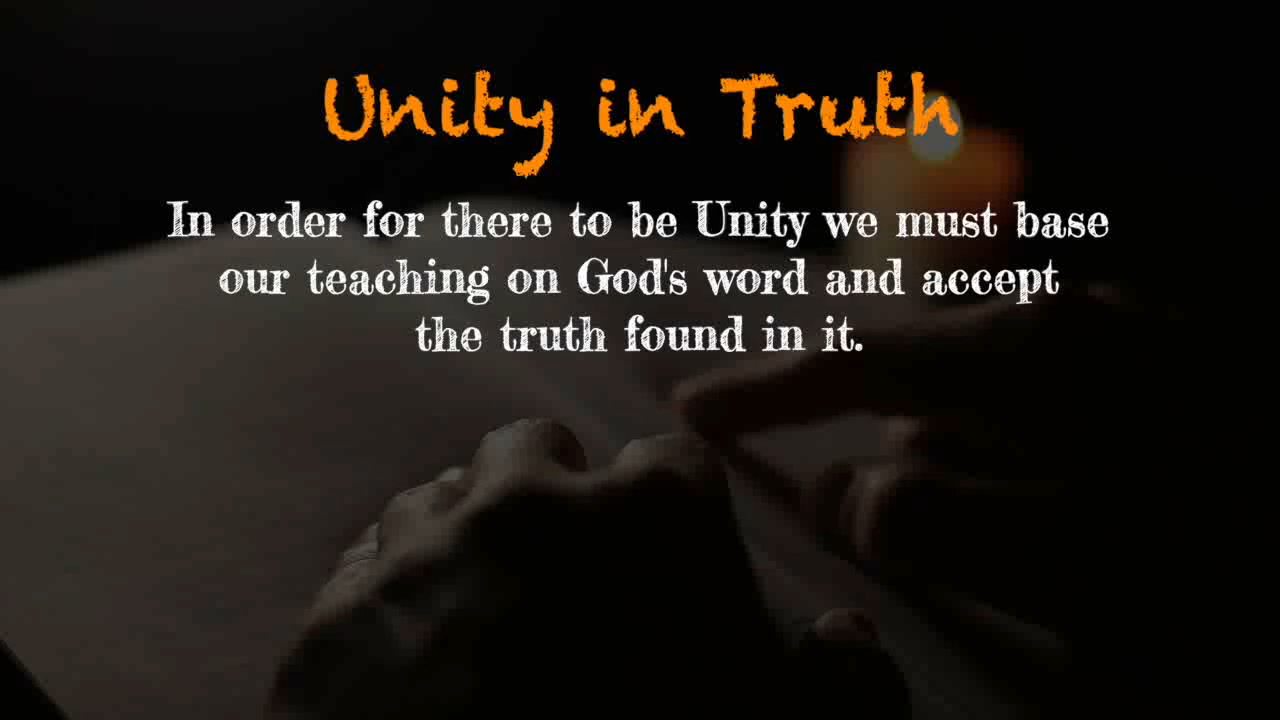 Unity in Truth
In order for there to be Unity we must base
our teaching on God's word and accept
the truth found in it.